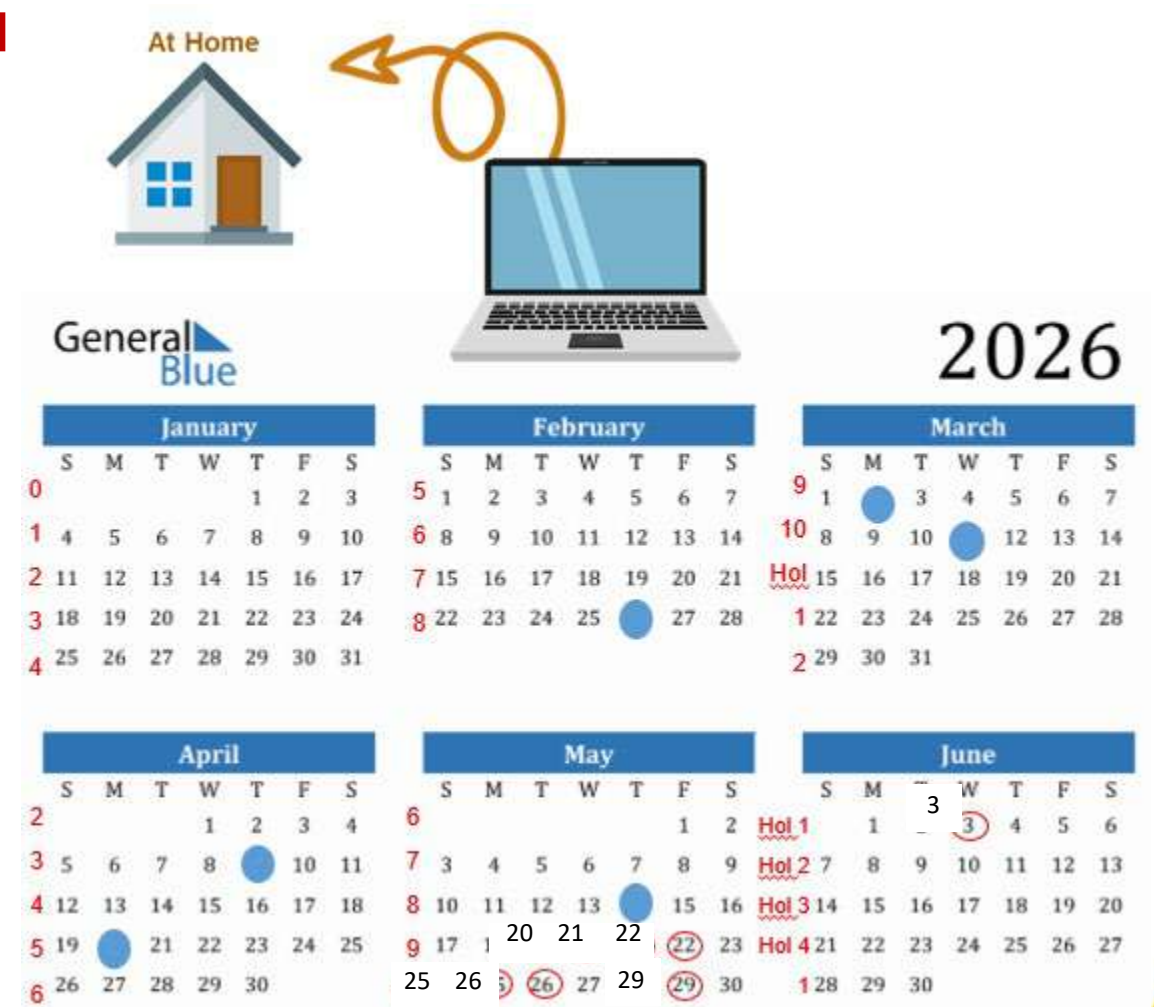 At Home
General
Blue
2026
January
S M T W T F S
0 1 2 3
1 4 5 6 7 8 9 10
2 11 12 13 14 15 16 17
3 18 19 20 21 22 23 24
4 25 26 27 28 29 30 31
February
S M T W T F S
5 1 2 3 4 5 6 7
6 8 9 10 11 12 13 14
7 15 16 17 18 19 20 21
8 22 23 24 25 27 28
March
S M T W T F S
9 1 3 4 5 6 7
10 8 9 10 12 13 14
Hol 15 16 17 18 19 20 21
1 22 23 24 25 26 27 28
2 29 30 31
April
S M T W T F S
2 1 2 3 4
3 5 6 7 8 10 11
4 12 13 14 15 16 17 18
5 19 21 22 23 24 25
6 26 27 28 29 30
May
S M T W T F S
6 1 2
7 3 4 5 6 7 8 9
8 10 11 12 13 15 16
9 17 20 21 22 22 23
25 26 26 27 29 29 30
June
S M W T F S
Hol 1 1 3 3 4 5 6
Hol 2 7 8 9 10 11 12 13
Hol 3 14 15 16 17 18 19 20
Hol 4 21 22 23 24 25 26 27
1 28 29 30